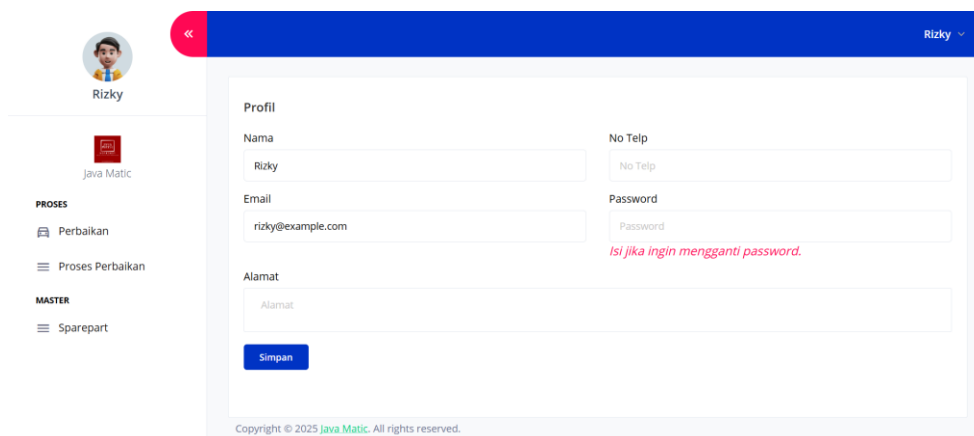 «
Rizky
Rizky
Java Matic
PROSES
Perbaikan
Proses Perbaikan
MASTER
Sparepart
Profil
Nama
No Telp
Rizky
No Telp
Email
Password
rizky@example.com
Password
Isi jika ingin mengganti password.
Alamat
Alamat
Simpan
Copyright © 2025 Java Matic. All rights reserved.